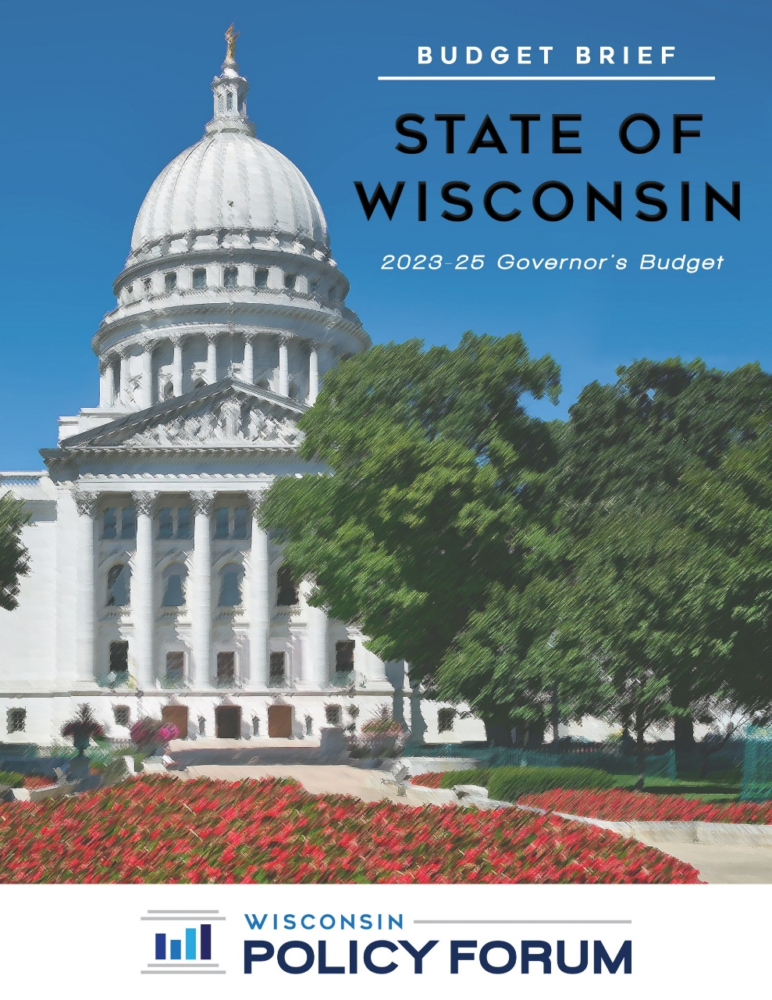 BUDGET BRIEF
STATE OF
WISCONSIN
2023-25 Governor's Budget
WISCONSIN
POLICY FORUM